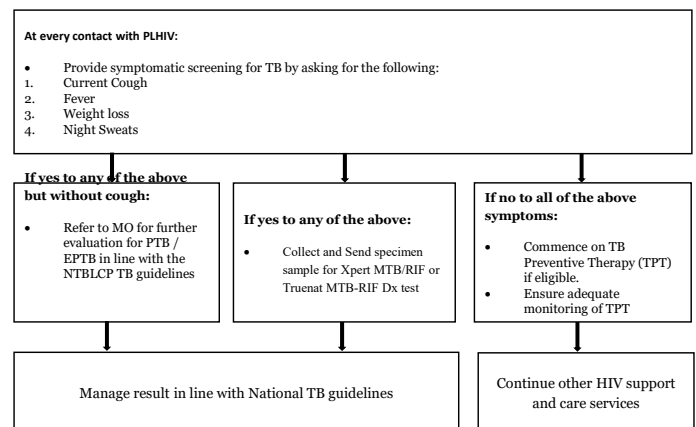 At every contact with PLHIV:
• Provide symptomatic screening for TB by asking for the following:
1. Current Cough
2. Fever
3. Weight loss
4. Night Sweats
If yes to any of the above
but without cough:
• Refer to MO for further
evaluation for PTB /
EPTB in line with the
NTBLCP TB guidelines
If yes to any of the above:
• Collect and Send specimen
sample for Xpert MTB/RIF or
Truenat MTB-RIF Dx test
If no to all of the above
symptoms:
• Commence on TB
Preventive Therapy (TPT)
if eligible.
• Ensure adequate
monitoring of TPT
Manage result in line with National TB guidelines
Continue other HIV support
and care services